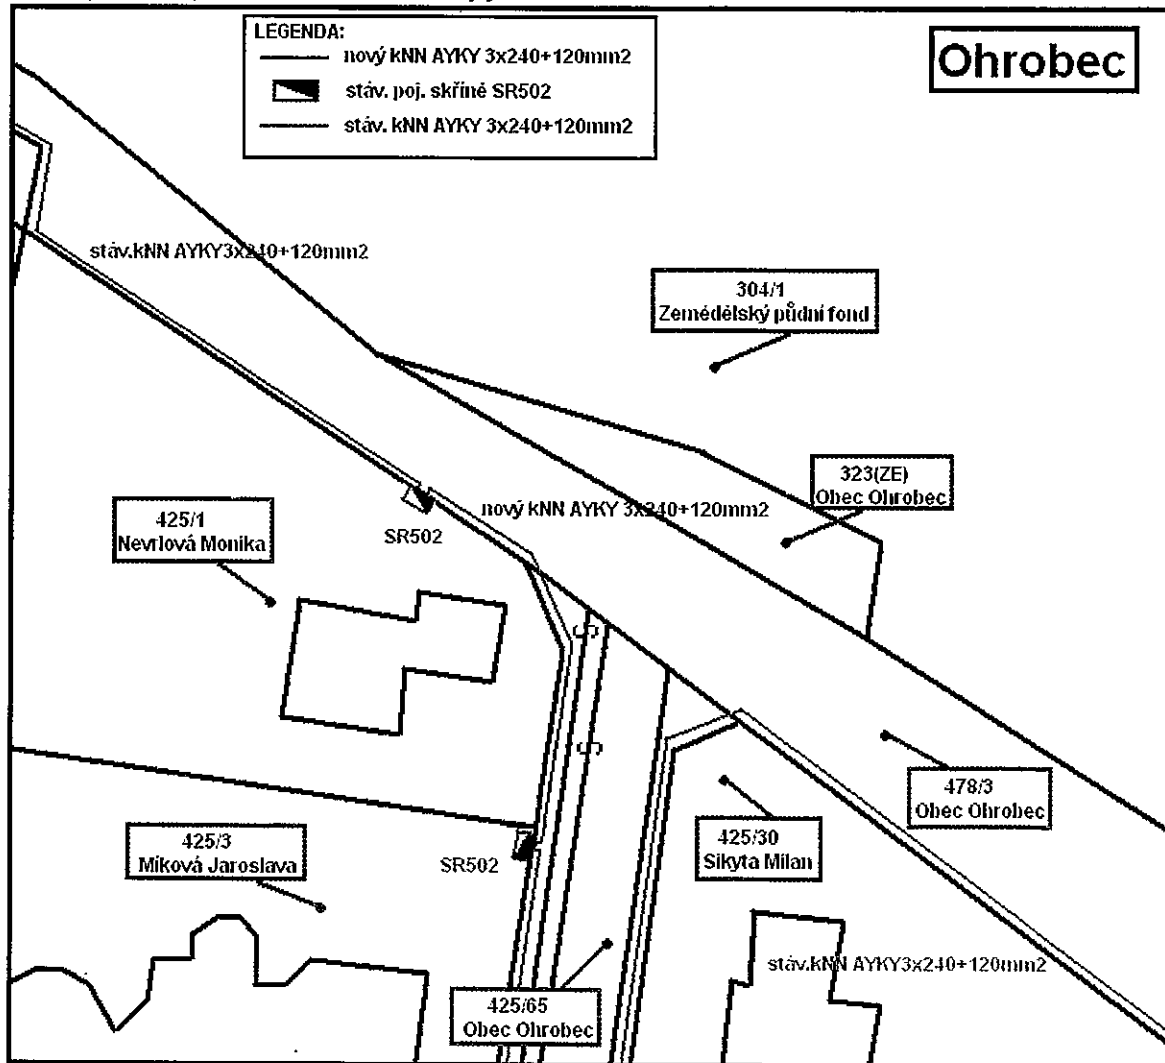 LEGENDA:
nový kNN AYKY 3x240+120mm2
stáv. poj. skříně SR502
stáv. kNN AYKY 3x240+120mm2
Ohrobec
stáv.kNN AYKY3x240+120mm2
304/1
Zemédělský půdní fond
323(ZE)
Obec Ohrobec
nový kNN AYKY 3x240+120mm2
SR502
425/1
Nevrlová Monika
S
S
478/3
Obec Ohrobec
425/3
Míková Jaroslava
SR502
425/30
Sikyta Milan
stáv.kNN AYKY3x240+120mm2
425/65
Obec Ohrobec